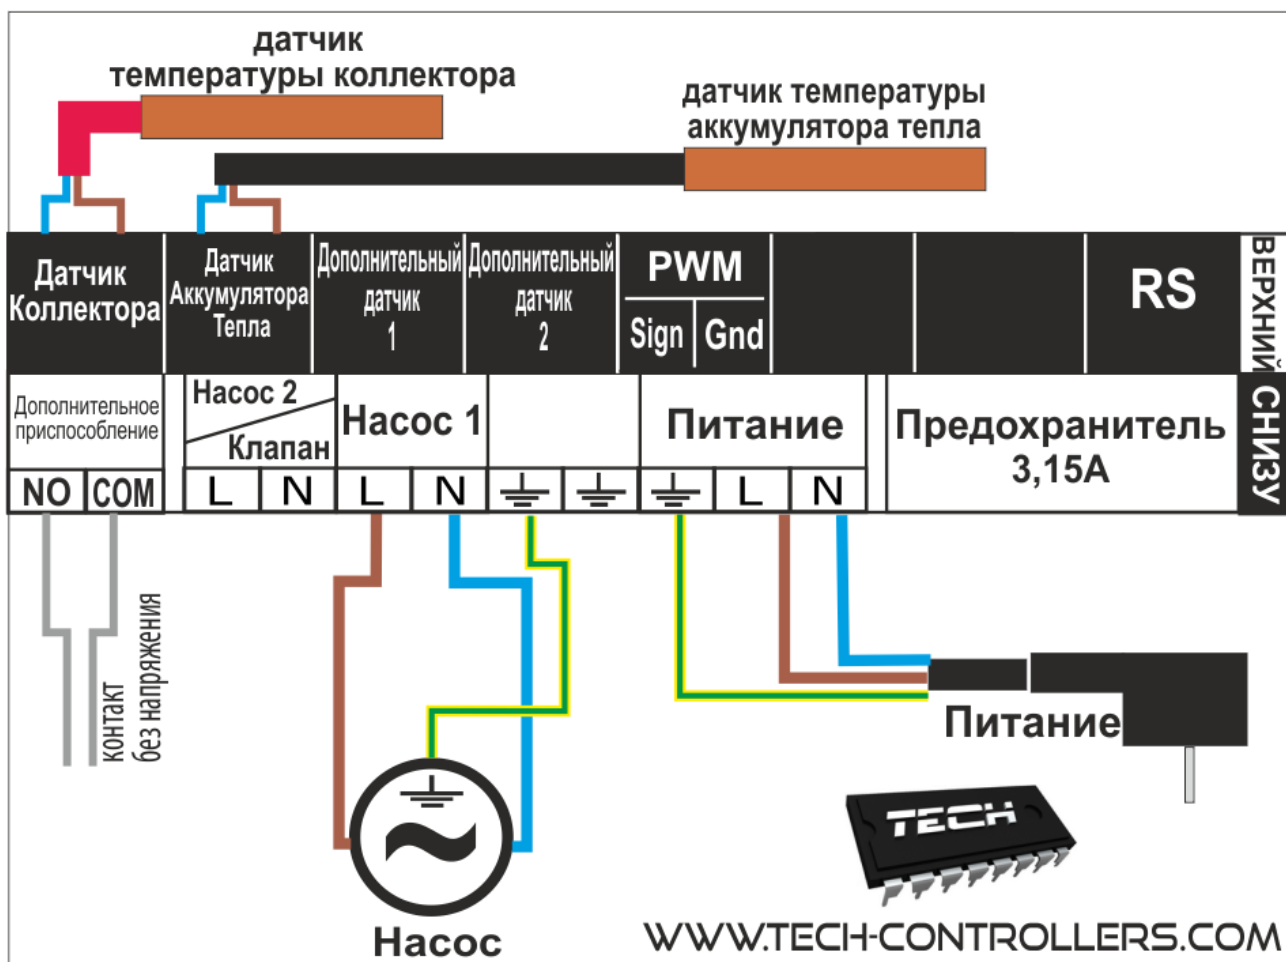 датчик
температуры коллектора
датчик температуры
аккумулятора тепла
Датчик
Коллектора
Датчик
Аккумулятора
Тепла
Дополнительный
датчик
1
Дополнительный
датчик
2
PWM
Sign Gnd
RS
ВЕРХНИЙ
Дополнительное
приспособление
NO COM
Насос 2
Клапан
L N
Насос 1
L N
Питание
L N
Предохранитель
3,15А
СНИЗУ
контакт
без напряжения
Насос
Питание
TECH
WWW.TECH-CONTROLLERS.COM